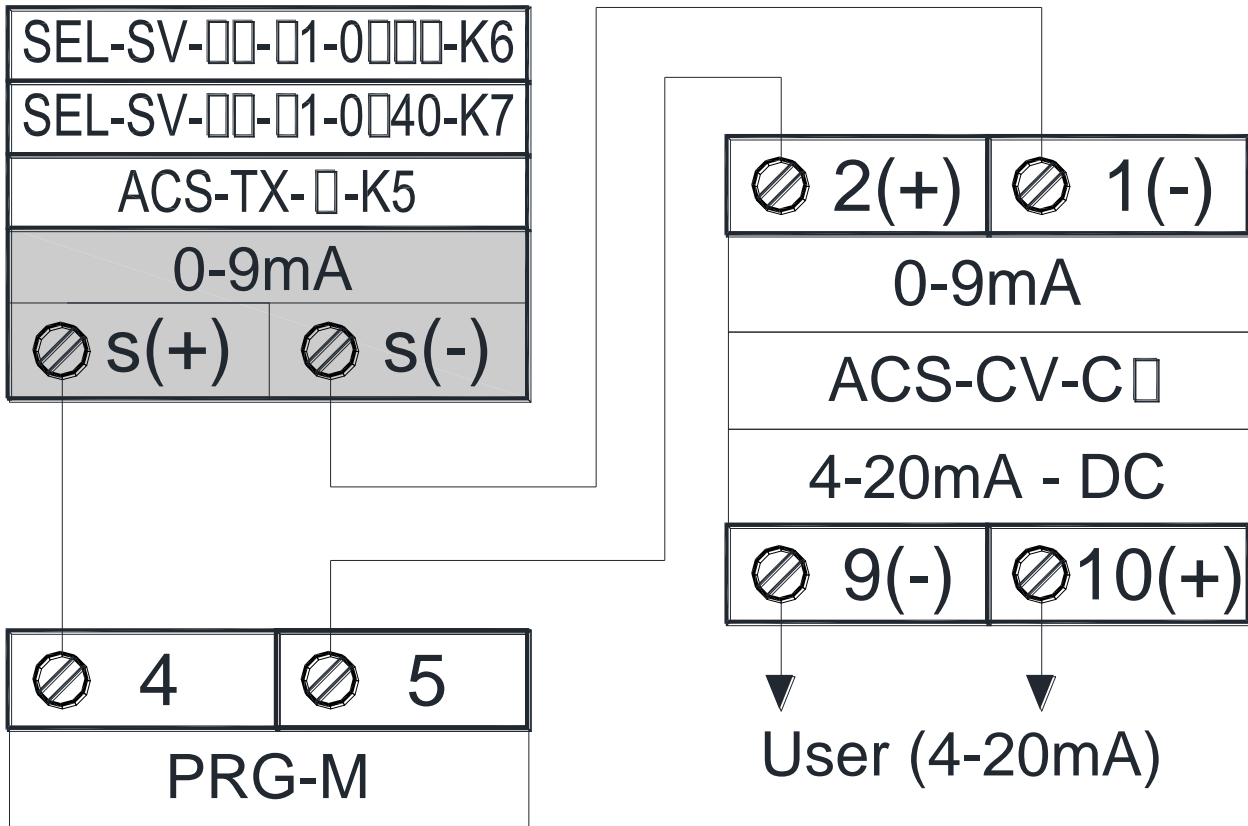 SEL-SV-▯▯-▯1-0▯▯▯-K6
SEL-SV-▯▯-▯1-0▯40-K7
ACS-TX-▯-K5
0-9mA
s(+) s(-)
4 5
PRG-M
2(+) 1(-)
0-9mA
ACS-CV-C▯
4-20mA - DC
9(-) 10(+)
User (4-20mA)